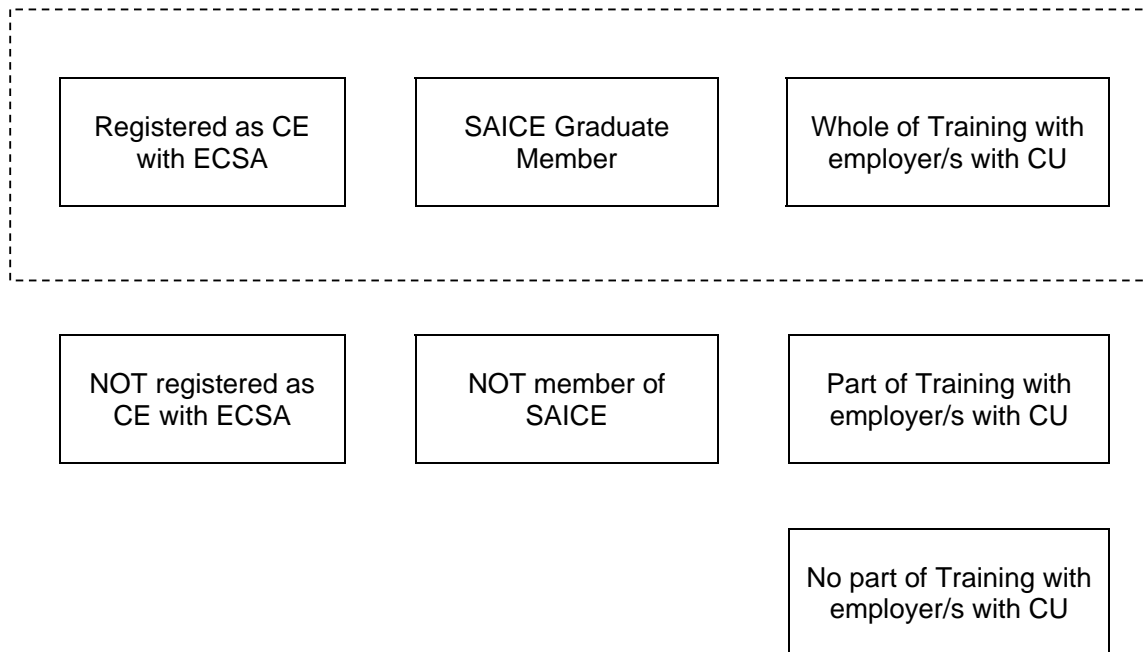 Registered as CE
with ECSA
SAICE Graduate
Member
Whole of Training with
employer/s with CU
NOT registered as
CE with ECSA
NOT member of
SAICE
Part of Training with
employer/s with CU
No part of Training with
employer/s with CU